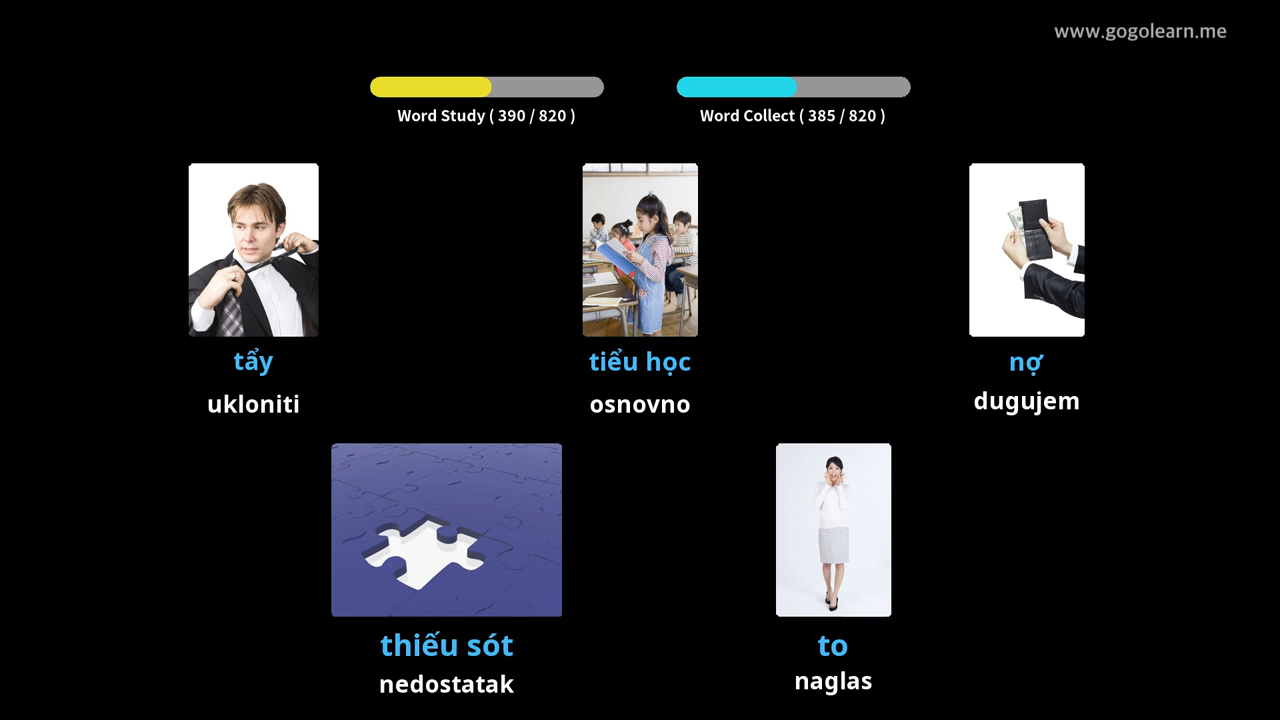 www.gogolearn.me
Word Study ( 390 / 820 )
Word Collect ( 385 / 820 )
tẩy
tiểu học
nợ
ukloniti
osnovno
dugujem
thiếu sót
to
nedostatak
naglas